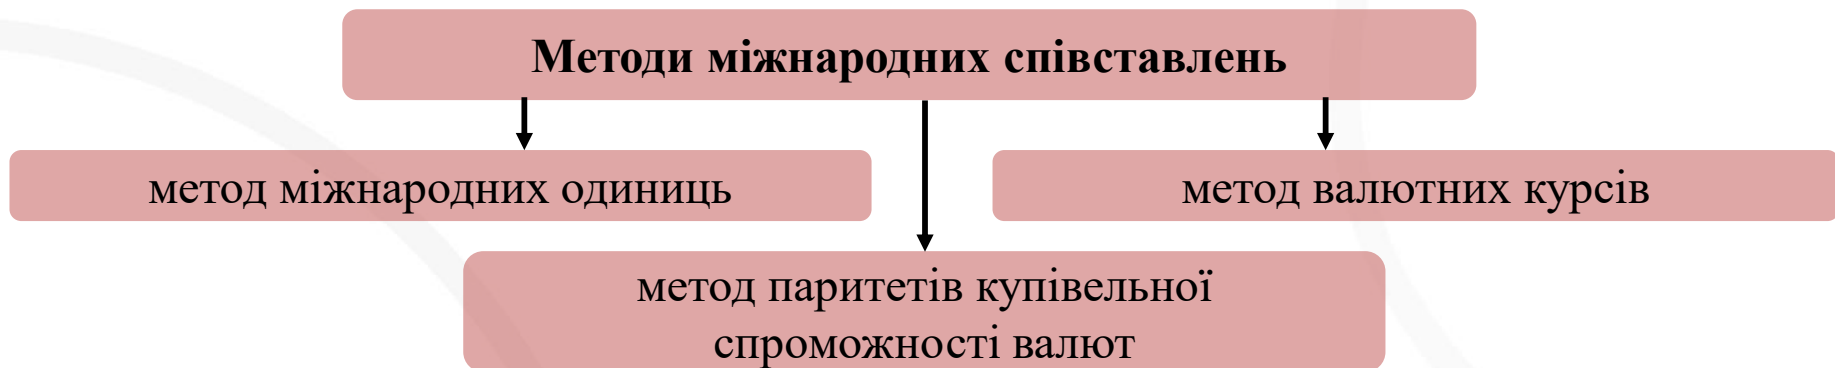 Методи міжнародних співставлень
метод міжнародних одиниць
метод валютних курсів
метод паритетів купівельної
спроможності валют